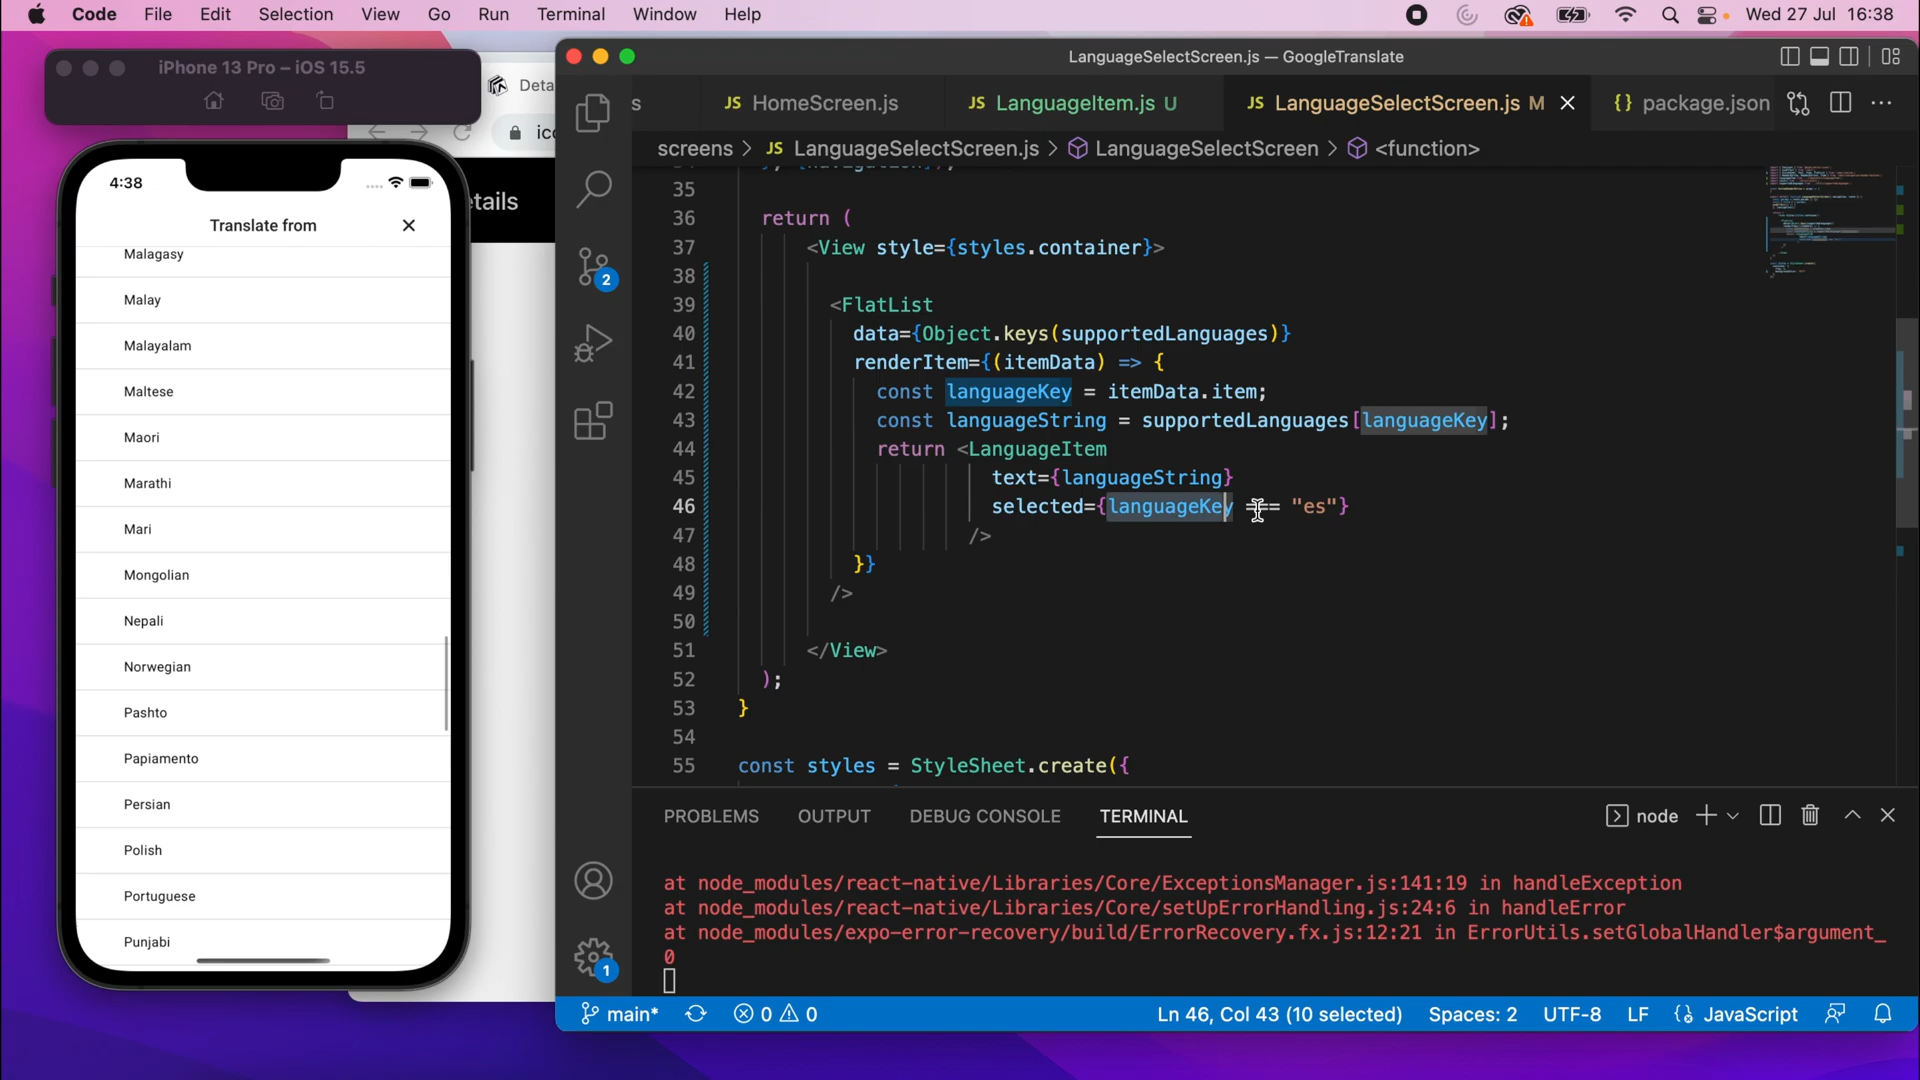 Code File Edit Selection View Go Run Terminal Window Help
Wed 27 Jul 16:38
iPhone 13 Pro – iOS 15.5
4:38
Translate from
Malagasy
Malay
Malayalam
Maltese
Maori
Marathi
Mari
Mongolian
Nepali
Norwegian
Pashto
Papiamento
Persian
Polish
Portuguese
Punjabi
Deta
etails
LanguageSelectScreen.js — GoogleTranslate
s JS HomeScreen.js JS LanguageItem.js U JS LanguageSelectScreen.js M {} package.json
screens > JS LanguageSelectScreen.js > LanguageSelectScreen > <function>
35
36 return (
37 <View style={styles.container}>
38
39 <FlatList
40 data={Object.keys(supportedLanguages)}
41 renderItem={(itemData) => {
42 const languageKey = itemData.item;
43 const languageString = supportedLanguages[languageKey];
44 return <LanguageItem
45 text={languageString}
46 selected={languageKey === "es"}
47 />
48 }}
49 />
50
51 </View>
52 );
53 }
54
55 const styles = StyleSheet.create({
2
1
PROBLEMS OUTPUT DEBUG CONSOLE TERMINAL
node
at node_modules/react-native/Libraries/Core/ExceptionsManager.js:141:19 in handleException
at node_modules/react-native/Libraries/Core/setUpErrorHandling.js:24:6 in handleError
at node_modules/expo-error-recovery/build/ErrorRecovery.fx.js:12:21 in ErrorUtils.setGlobalHandler$argument_
0
main* 0 0 Ln 46, Col 43 (10 selected) Spaces: 2 UTF-8 LF JavaScript